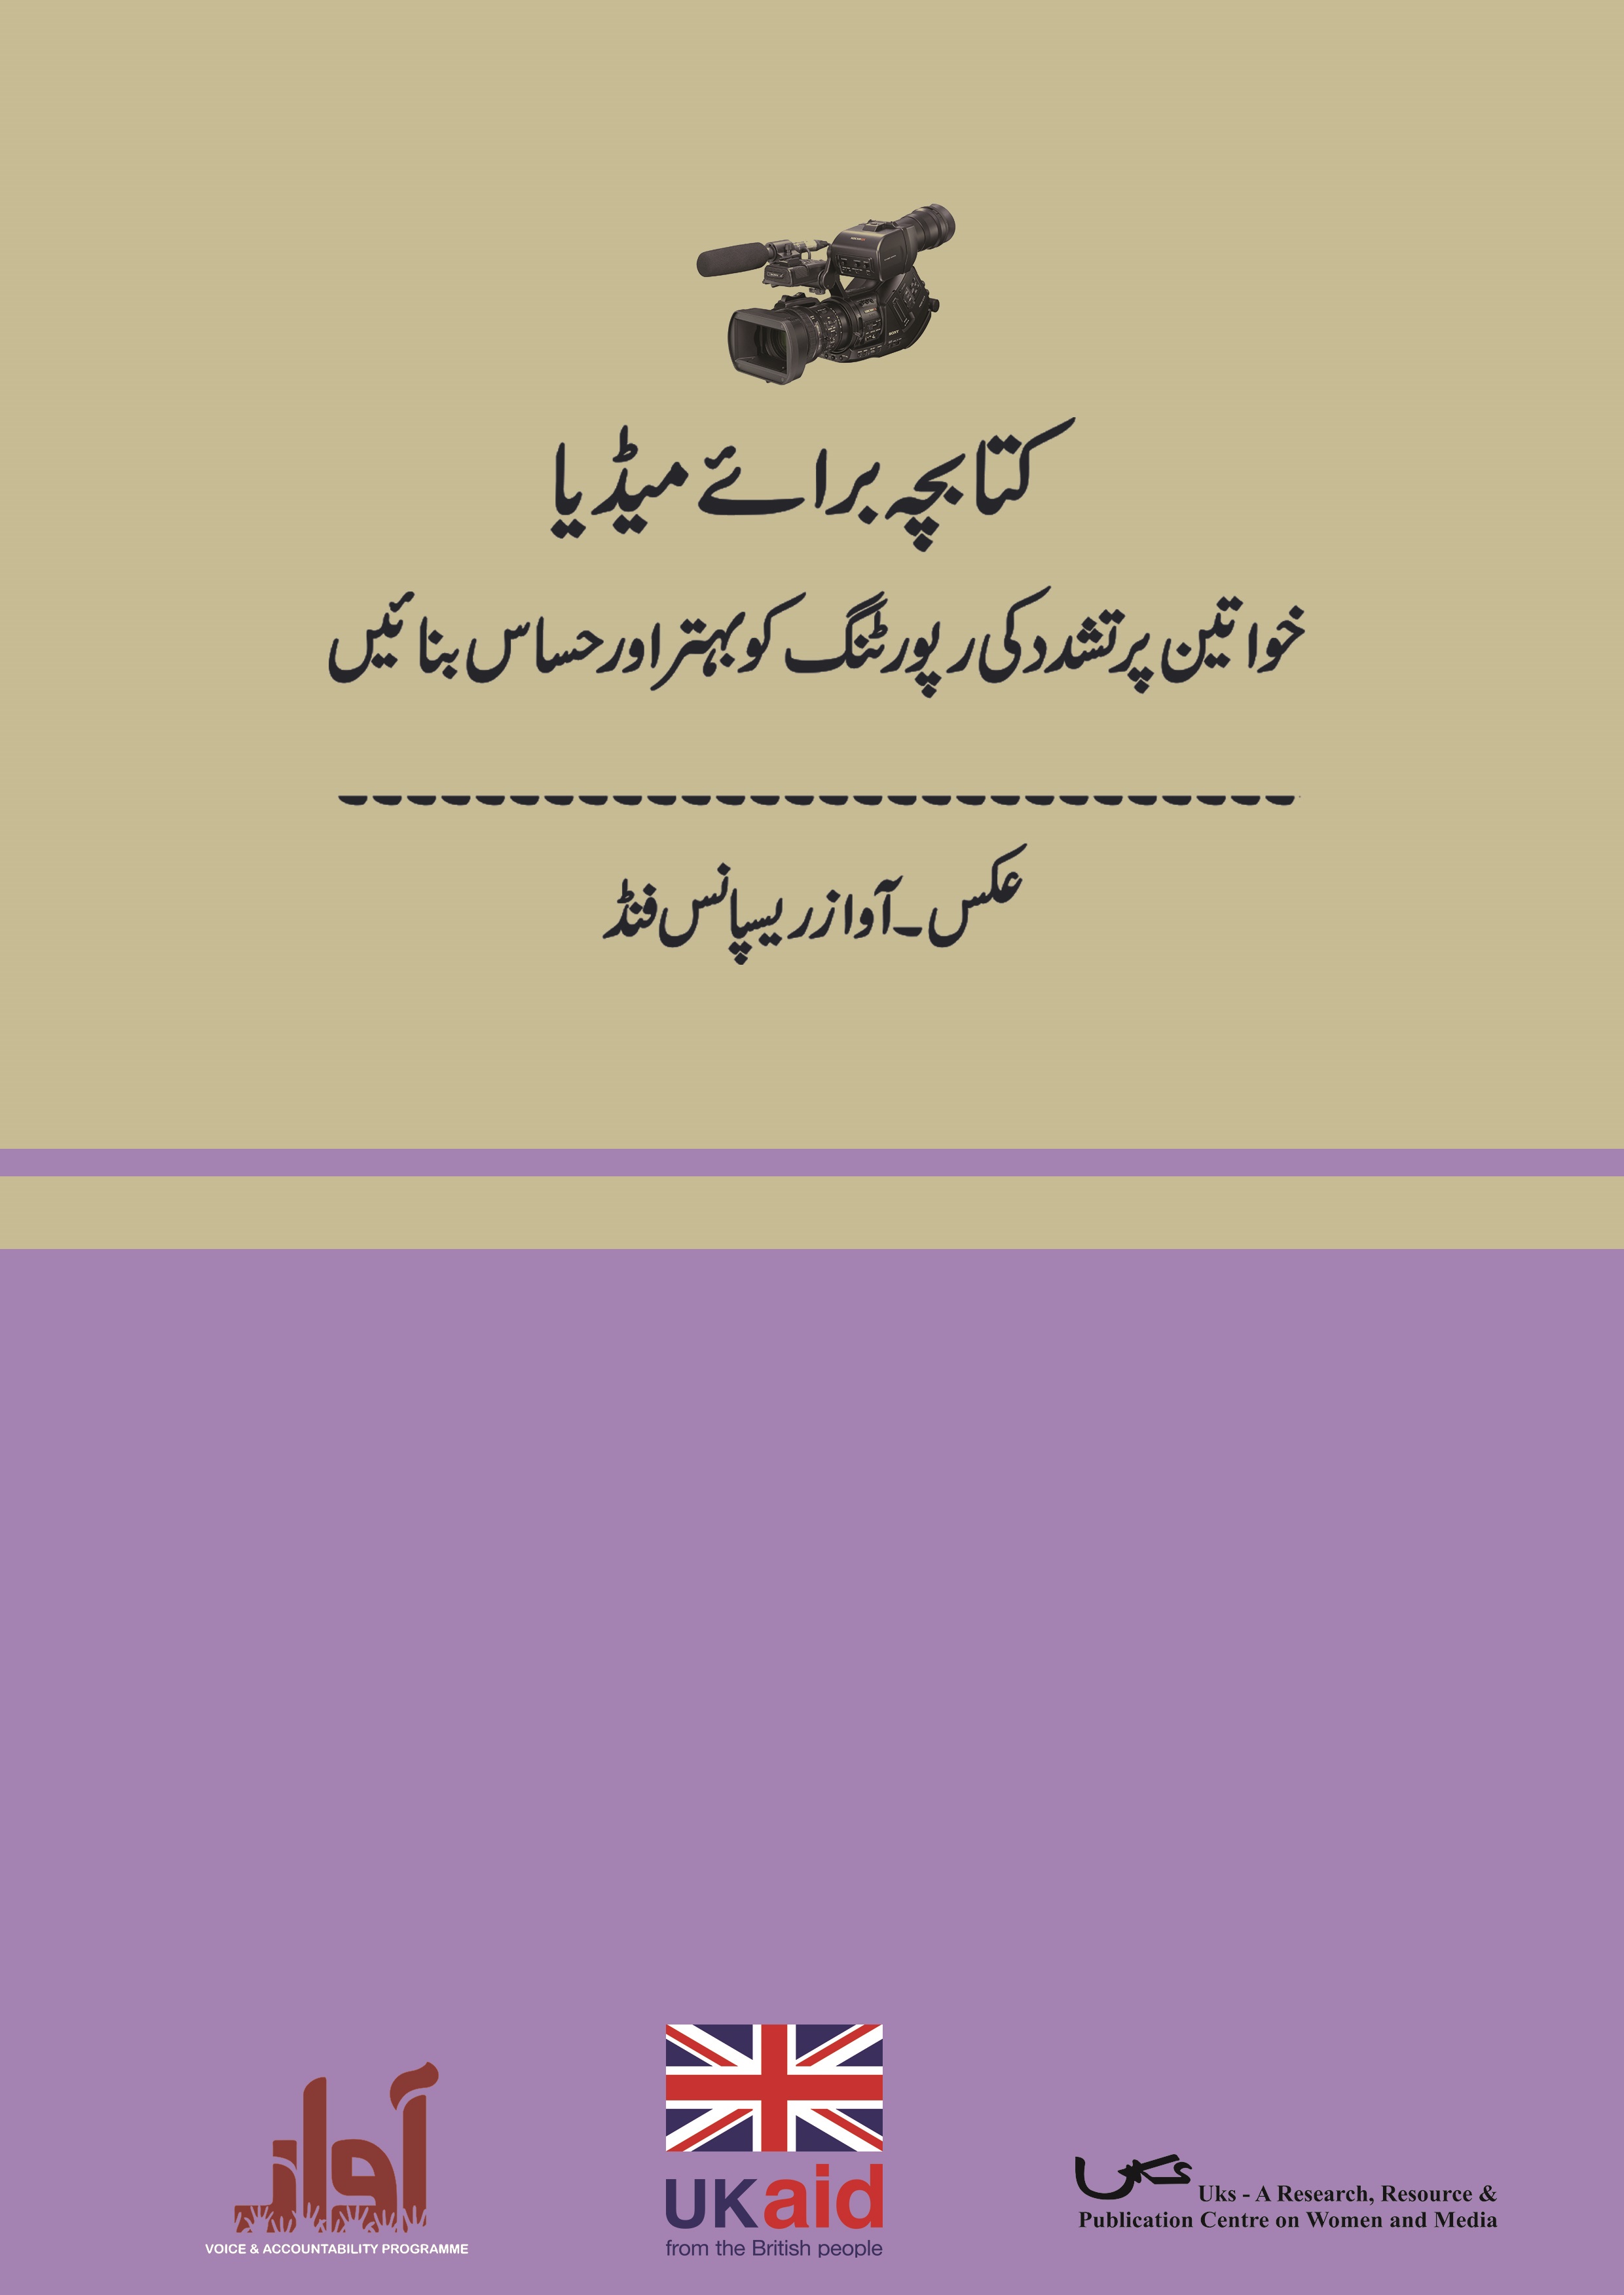 کتابچہ برائے میڈیا
خواتین پر تشدد کی رپورٹنگ کو بہتر اور حساس بنائیں
عکس۔آواز ریسپانس فنڈ
آواز
VOICE & ACCOUNTABILITY PROGRAMME
UKaid
from the British people
عکس
Uks - A Research, Resource &
Publication Centre on Women and Media